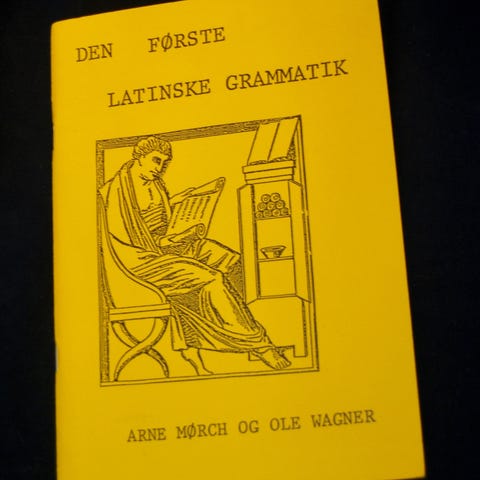 DEN FØRSTE
LATINSKE GRAMMATIK
ARNE MØRCH OG OLE WAGNER